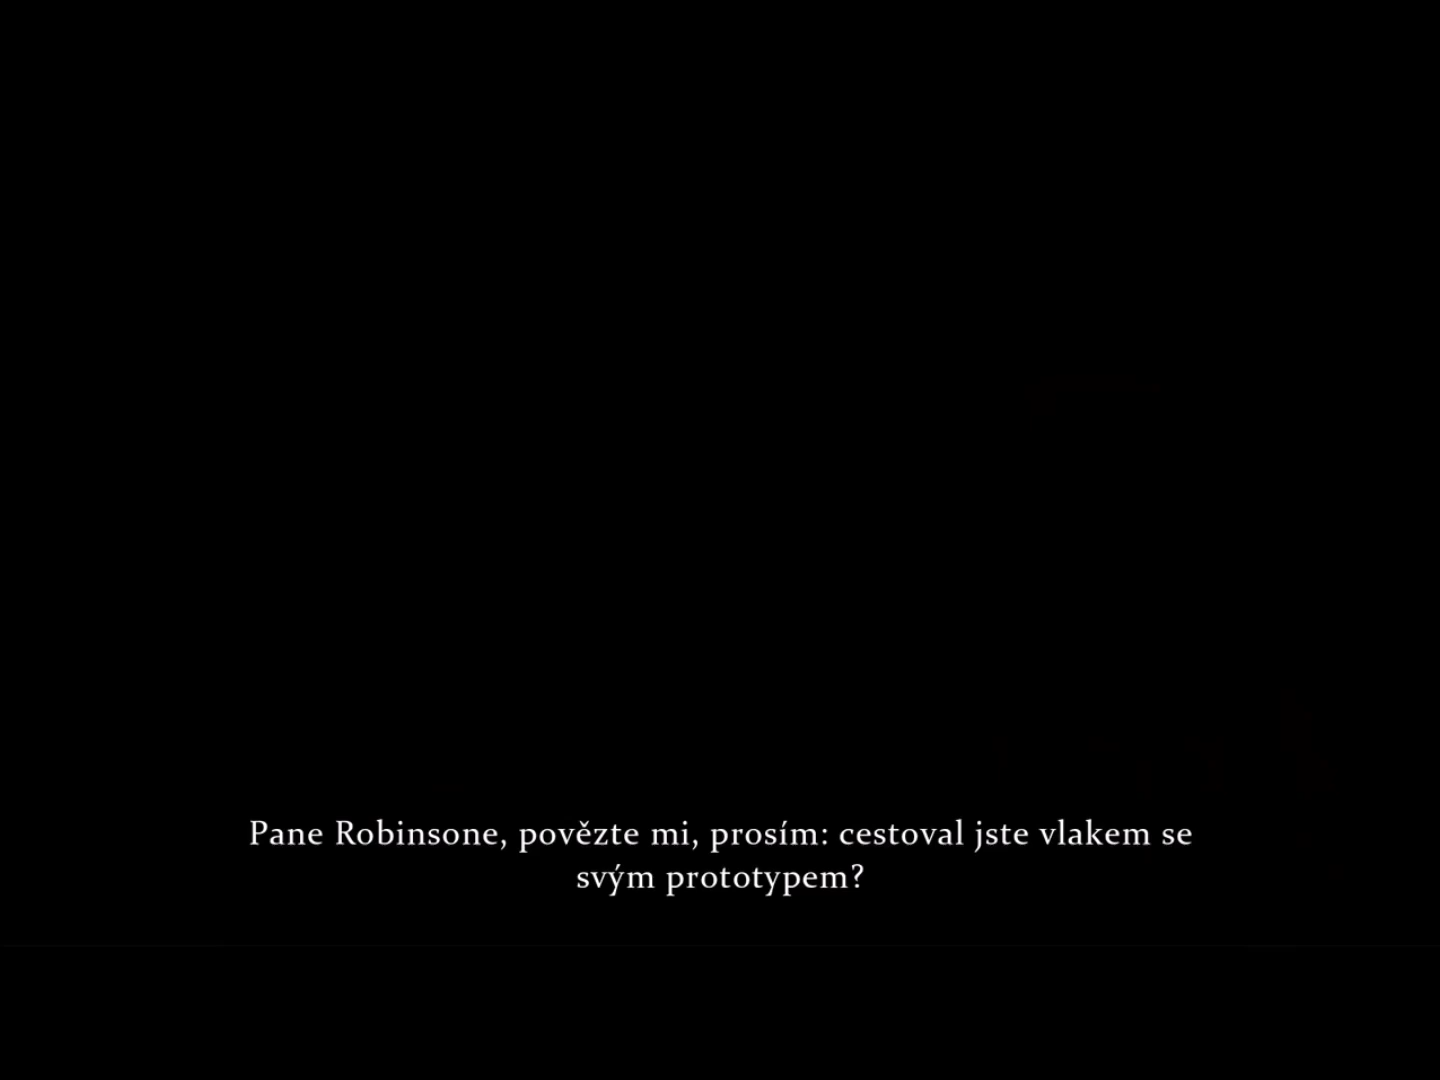 Pane Robinsone, povězte mi, prosím: cestoval jste vlakem se
svým prototypem?